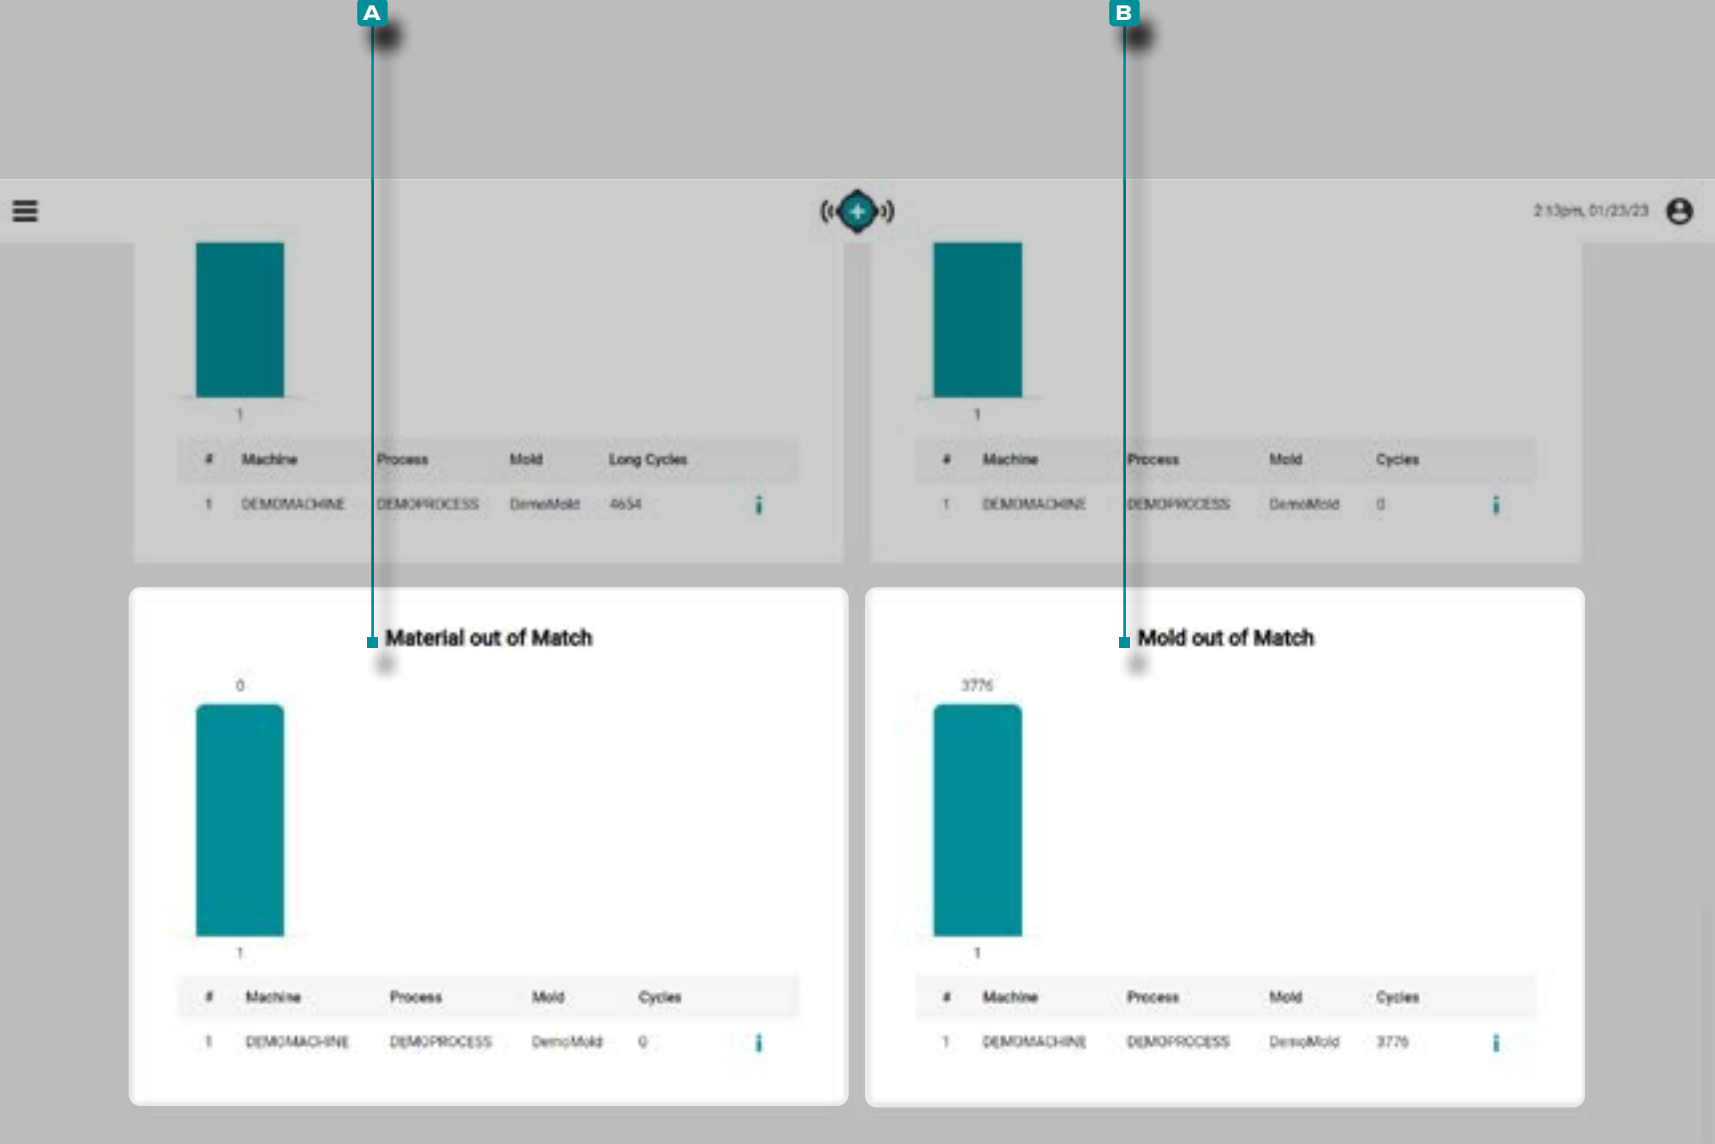 A
B
2:13pm, 01/23/23
1
# Machine Process Mold Long Cycles
1 DEMOMACHINE DEMOPROCESS DemoMold 4654
1
# Machine Process Mold Cycles
1 DEMOMACHINE DEMOPROCESS DemoMold 0
Material out of Match
0
1
# Machine Process Mold Cycles
1 DEMOMACHINE DEMOPROCESS DemoMold 0
Mold out of Match
3776
1
# Machine Process Mold Cycles
1 DEMOMACHINE DEMOPROCESS DemoMold 3776